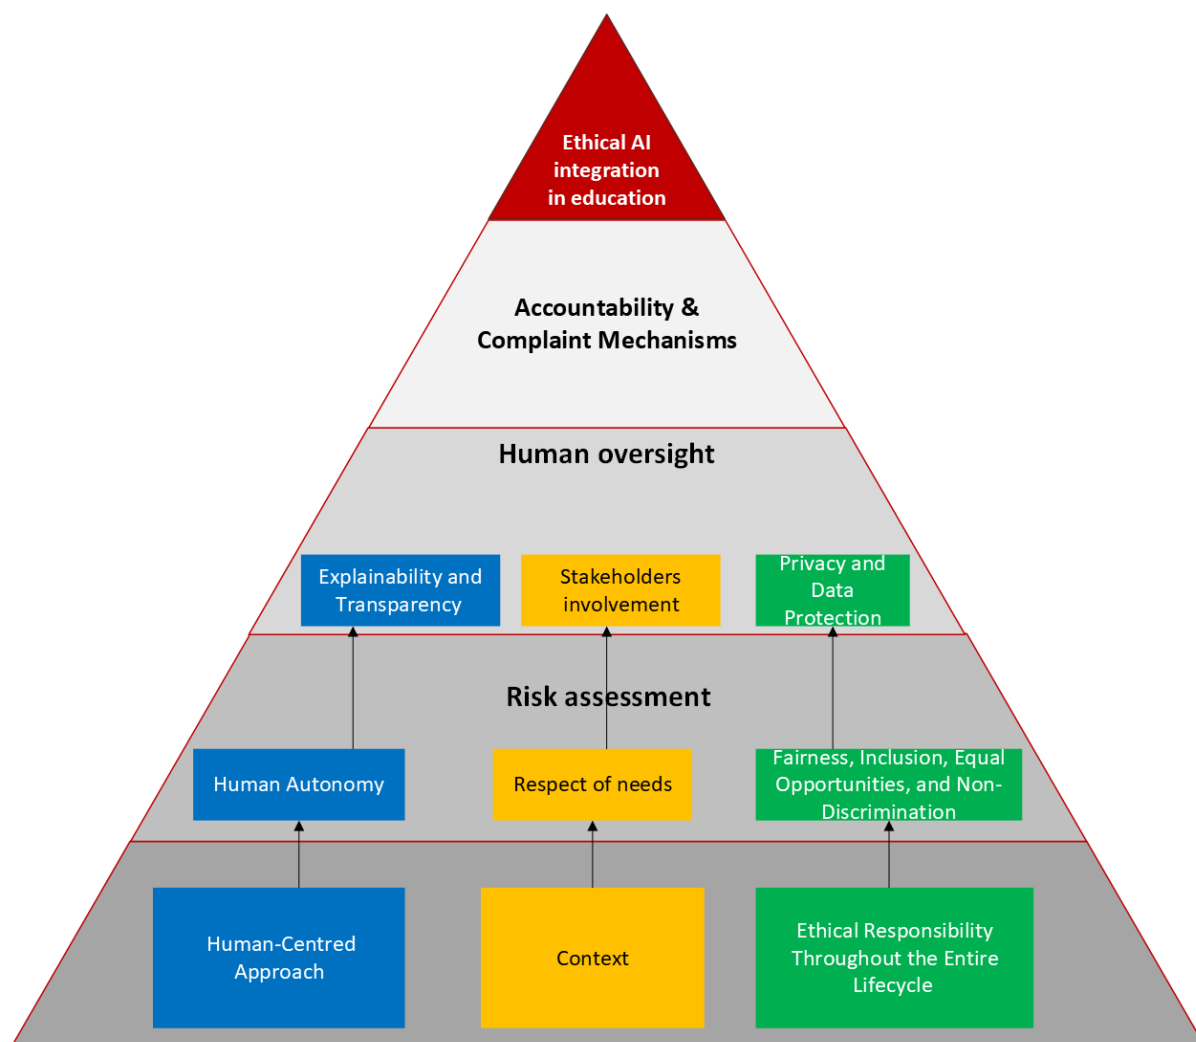 Ethical AI
integration
in education
Accountability &
Complaint Mechanisms
Human oversight
Explainability and
Transparency
Stakeholders
involvement
Privacy and
Data
Protection
Risk assessment
Human Autonomy
Respect of needs
Fairness, Inclusion, Equal
Opportunities, and Non-
Discrimination
Human-Centred
Approach
Context
Ethical Responsibility
Throughout the Entire
Lifecycle